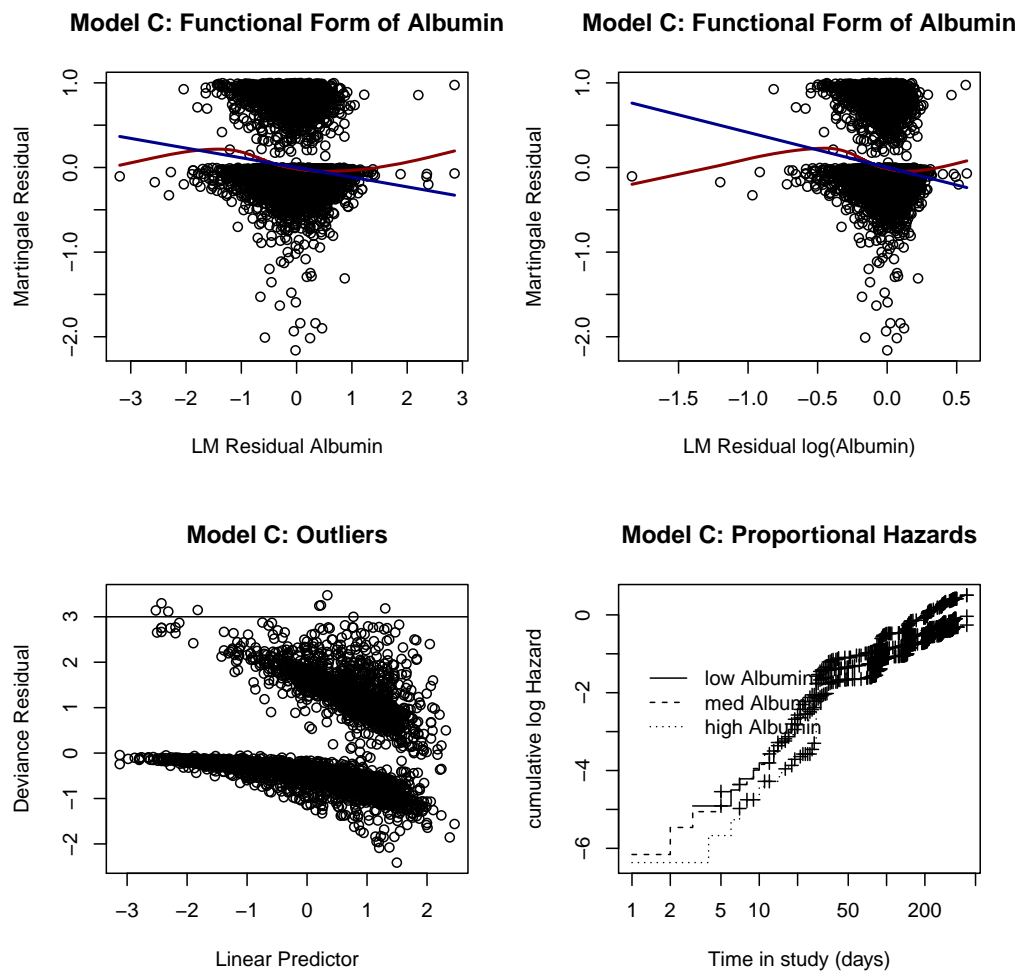 Model C: Functional Form of Albumin
1.0
0.0
−1.0
−2.0
Martingale Residual
−3 −2 −1 0 1 2 3
LM Residual Albumin
Model C: Functional Form of Albumin
1.0
0.0
−1.0
−2.0
Martingale Residual
−1.5 −1.0 −0.5 0.0 0.5
LM Residual log(Albumin)
Model C: Outliers
3
2
1
0
−1
−2
Deviance Residual
−3 −2 −1 0 1 2
Linear Predictor
Model C: Proportional Hazards
0
−2
−4
−6
cumulative log Hazard
low Albumin
med Albumin
high Albumin
1 2 5 10 50 200
Time in study (days)